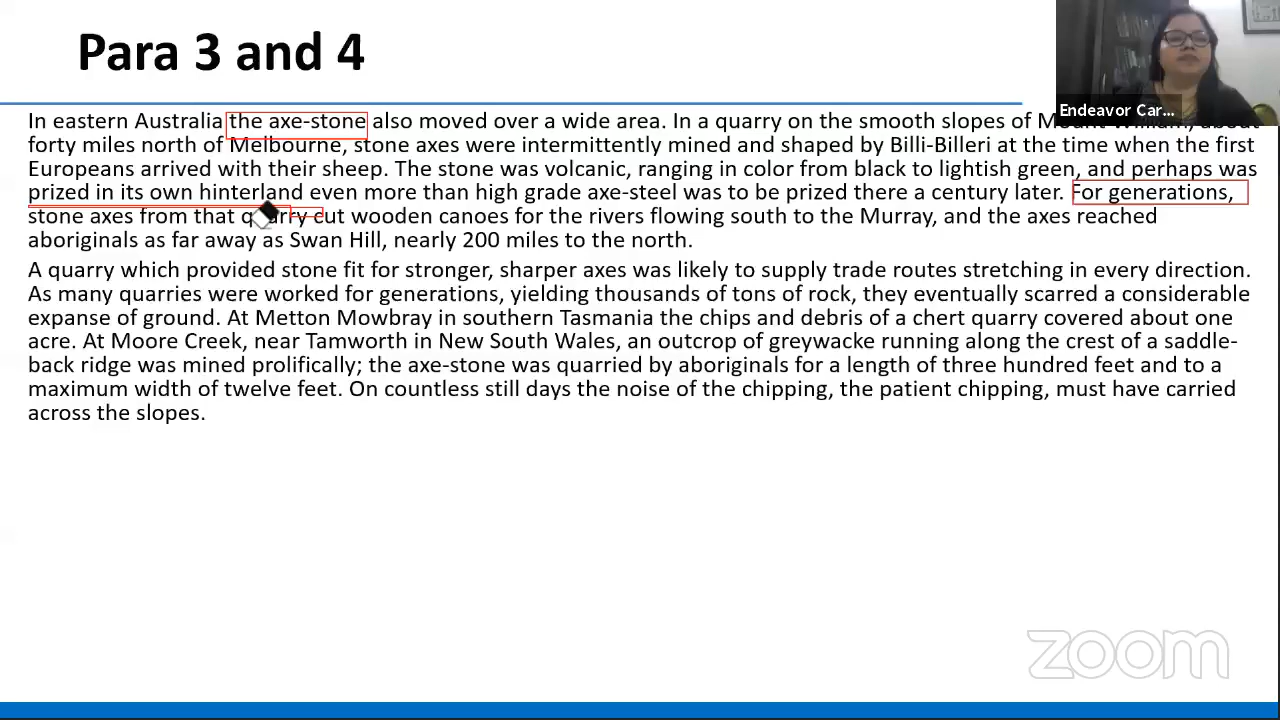 Para 3 and 4
Endeavor Car...
In eastern Australia the axe-stone also moved over a wide area. In a quarry on the smooth slopes of Mount William, about
forty miles north of Melbourne, stone axes were intermittently mined and shaped by Billi-Billeri at the time when the first
Europeans arrived with their sheep. The stone was volcanic, ranging in color from black to lightish green, and perhaps was
prized in its own hinterland even more than high grade axe-steel was to be prized there a century later. For generations,
stone axes from that quarry cut wooden canoes for the rivers flowing south to the Murray, and the axes reached
aboriginals as far away as Swan Hill, nearly 200 miles to the north.
A quarry which provided stone fit for stronger, sharper axes was likely to supply trade routes stretching in every direction.
As many quarries were worked for generations, yielding thousands of tons of rock, they eventually scarred a considerable
expanse of ground. At Metton Mowbray in southern Tasmania the chips and debris of a chert quarry covered about one
acre. At Moore Creek, near Tamworth in New South Wales, an outcrop of greywacke running along the crest of a saddle-
back ridge was mined prolifically; the axe-stone was quarried by aboriginals for a length of three hundred feet and to a
maximum width of twelve feet. On countless still days the noise of the chipping, the patient chipping, must have carried
across the slopes.
zoom